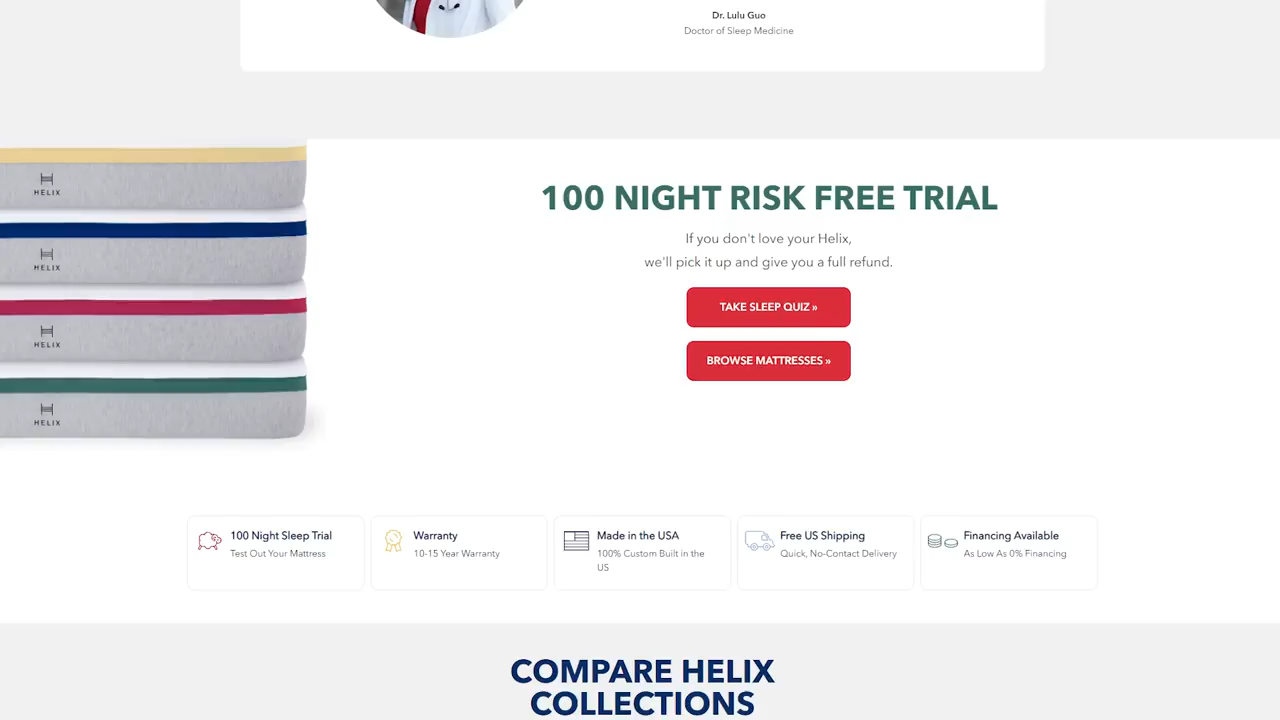 Dr. Lulu Guo
Doctor of Sleep Medicine
HELIX
HELIX
HELIX
HELIX
100 NIGHT RISK FREE TRIAL
If you don't love your Helix,
we'll pick it up and give you a full refund.
TAKE SLEEP QUIZ »
BROWSE MATTRESSES »
100 Night Sleep Trial
Test Out Your Mattress
Warranty
10-15 Year Warranty
Made in the USA
100% Custom Built in the
US
Free US Shipping
Quick, No-Contact Delivery
Financing Available
As Low As 0% Financing
COMPARE HELIX
COLLECTIONS